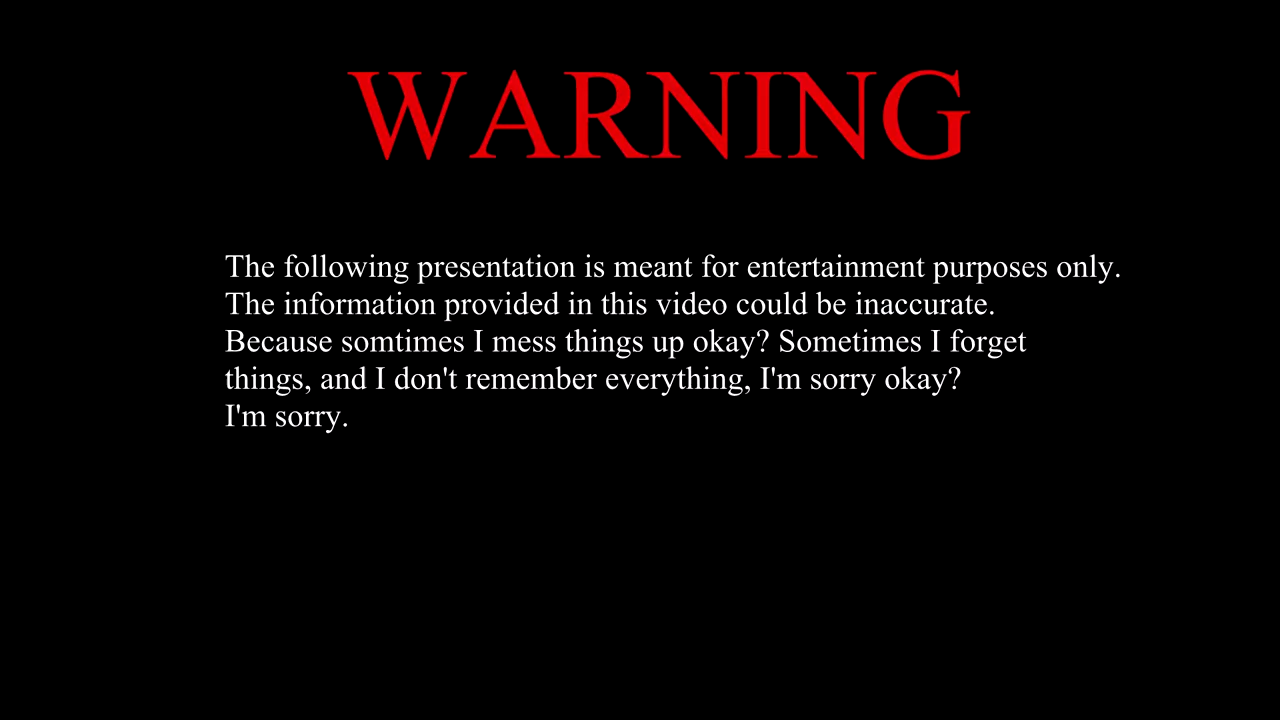 WARNING
The following presentation is meant for entertainment purposes only.
The information provided in this video could be inaccurate.
Because somtimes I mess things up okay? Sometimes I forget
things, and I don't remember everything, I'm sorry okay?
I'm sorry.